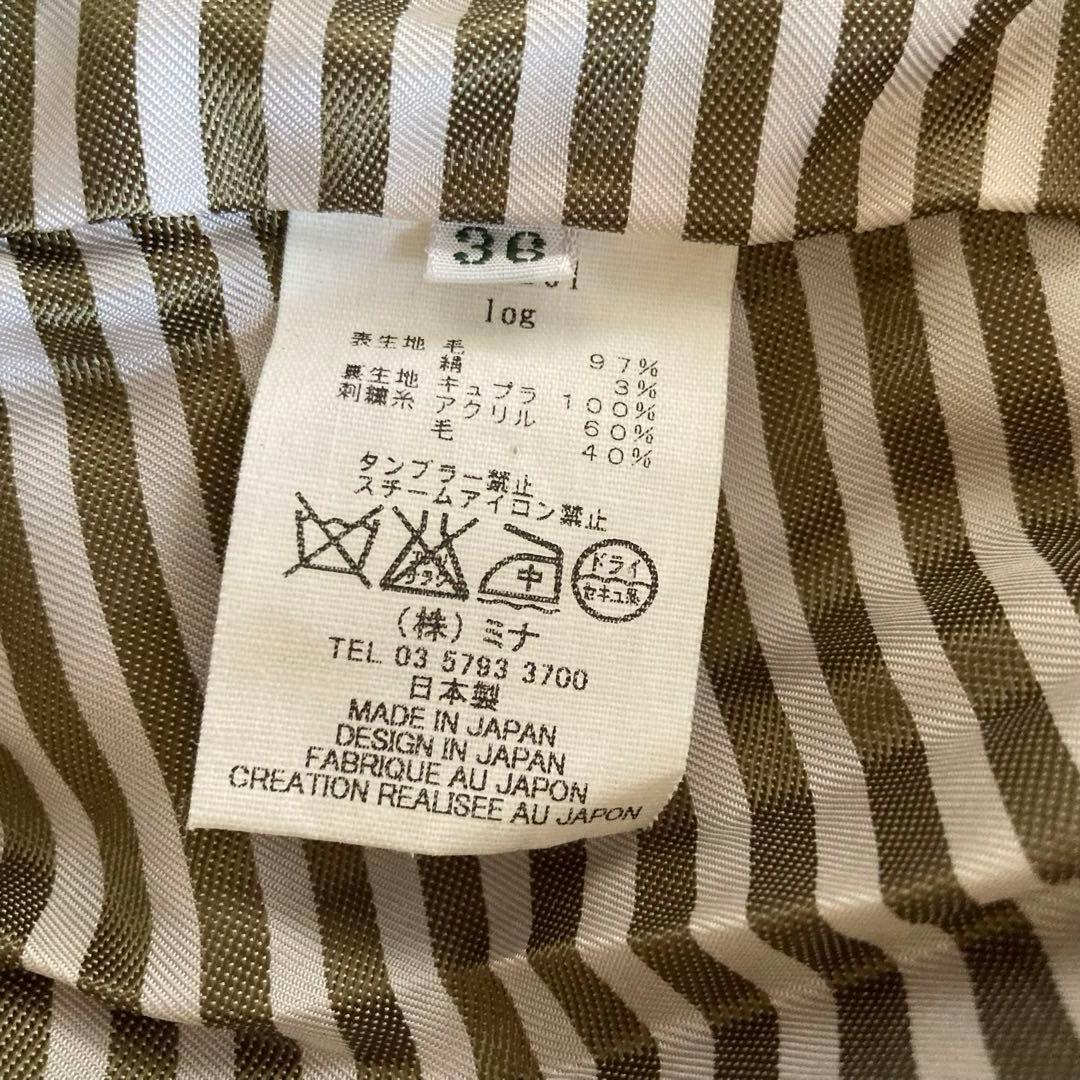 36
log
表生地 毛 97%
絹 3%
裏生地 キュプラ 100%
刺繍糸 アクリル 60%
毛 40%
タンブラー禁止
スチームアイロン禁止
中 ドライ
セキユ系
(株) ミナ
TEL 03 5793 3700
日本製
MADE IN JAPAN
DESIGN IN JAPAN
FABRIQUE AU JAPON
CREATION REALISEE AU JAPON